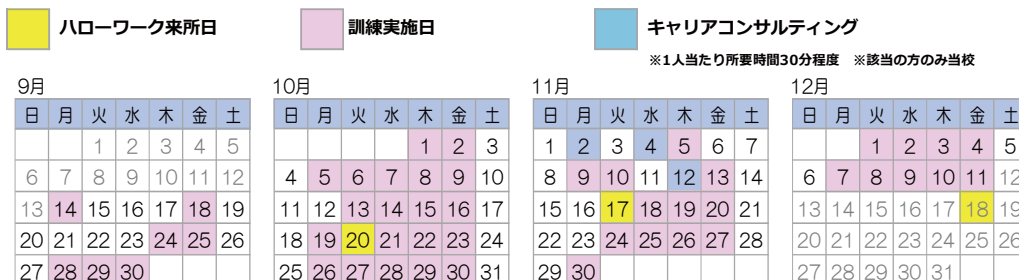 ハローワーク来所日 訓練実施日 キャリアコンサルティング
※1人当たり所要時間30分程度 ※該当の方のみ当校
9月
日 月 火 水 木 金 土
1 2 3 4 5
6 7 8 9 10 11 12
13 14 15 16 17 18 19
20 21 22 23 24 25 26
27 28 29 30
10月
日 月 火 水 木 金 土
1 2 3
4 5 6 7 8 9 10
11 12 13 14 15 16 17
18 19 20 21 22 23 24
25 26 27 28 29 30 31
11月
日 月 火 水 木 金 土
1 2 3 4 5 6 7
8 9 10 11 12 13 14
15 16 17 18 19 20 21
22 23 24 25 26 27 28
29 30
12月
日 月 火 水 木 金 土
1 2 3 4 5
6 7 8 9 10 11 12
13 14 15 16 17 18 19
20 21 22 23 24 25 26
27 28 29 30 31